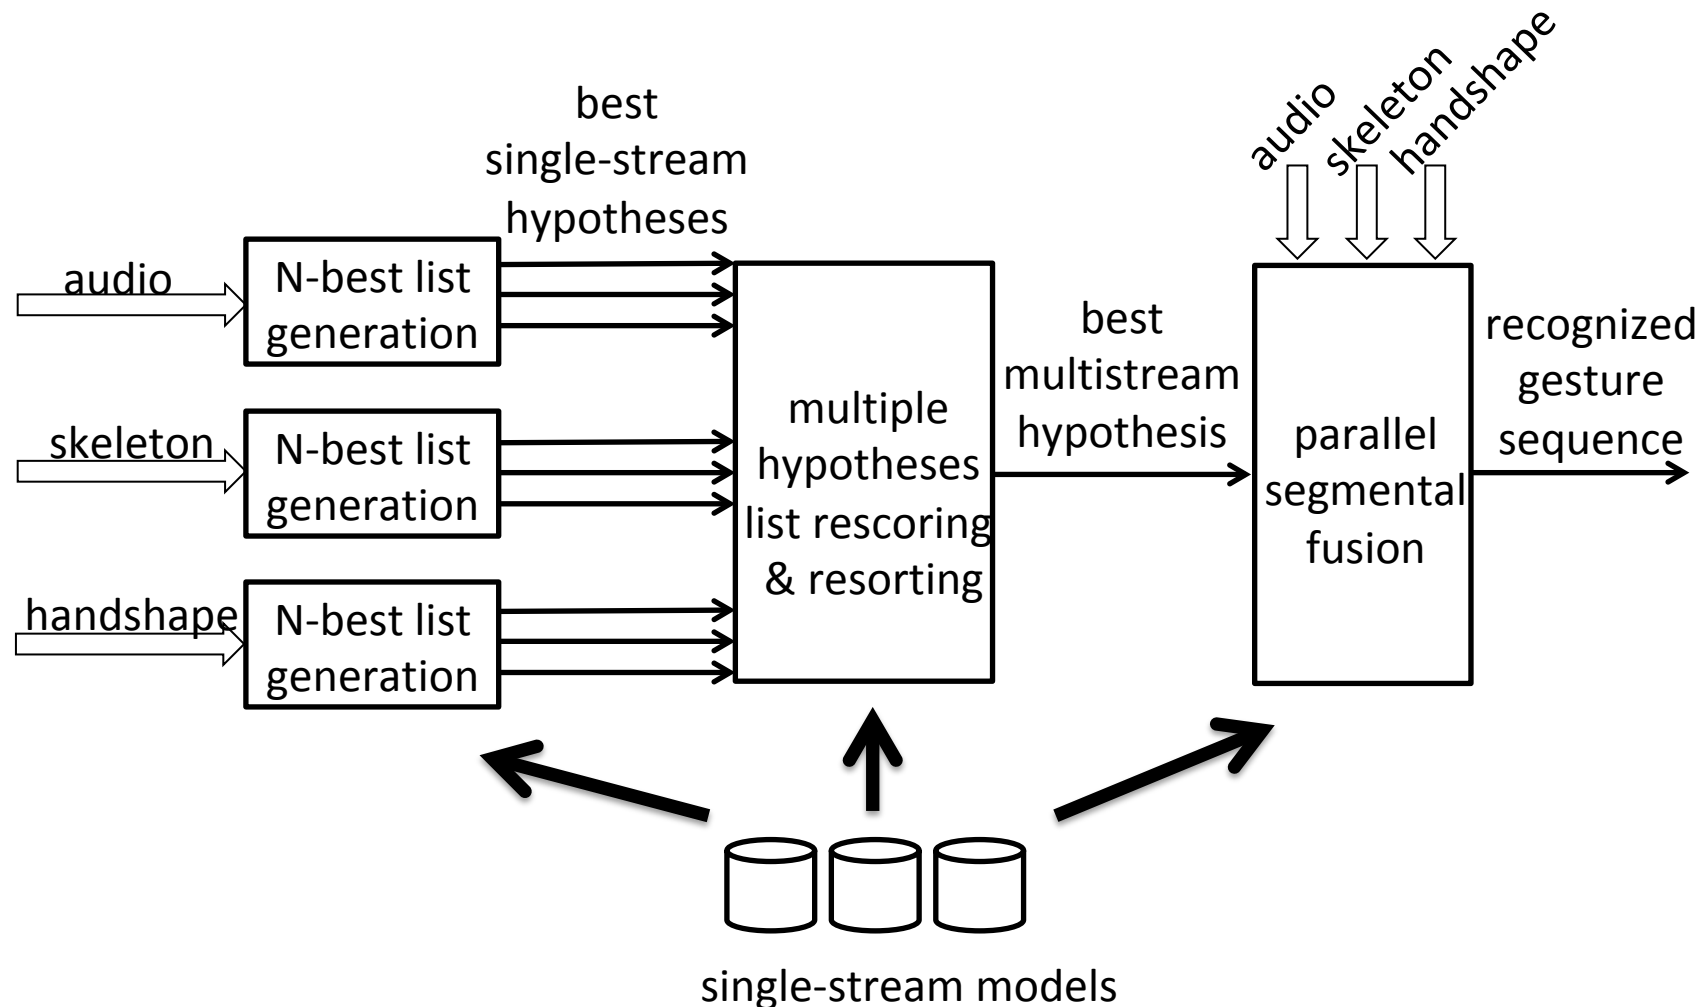 best
single-stream
hypotheses
audio
N-best list
generation
skeleton
N-best list
generation
handshape
N-best list
generation
multiple
hypotheses
list rescoring
& resorting
best
multistream
hypothesis
audio
skeleton
handshape
parallel
segmental
fusion
recognized
gesture
sequence
single-stream models